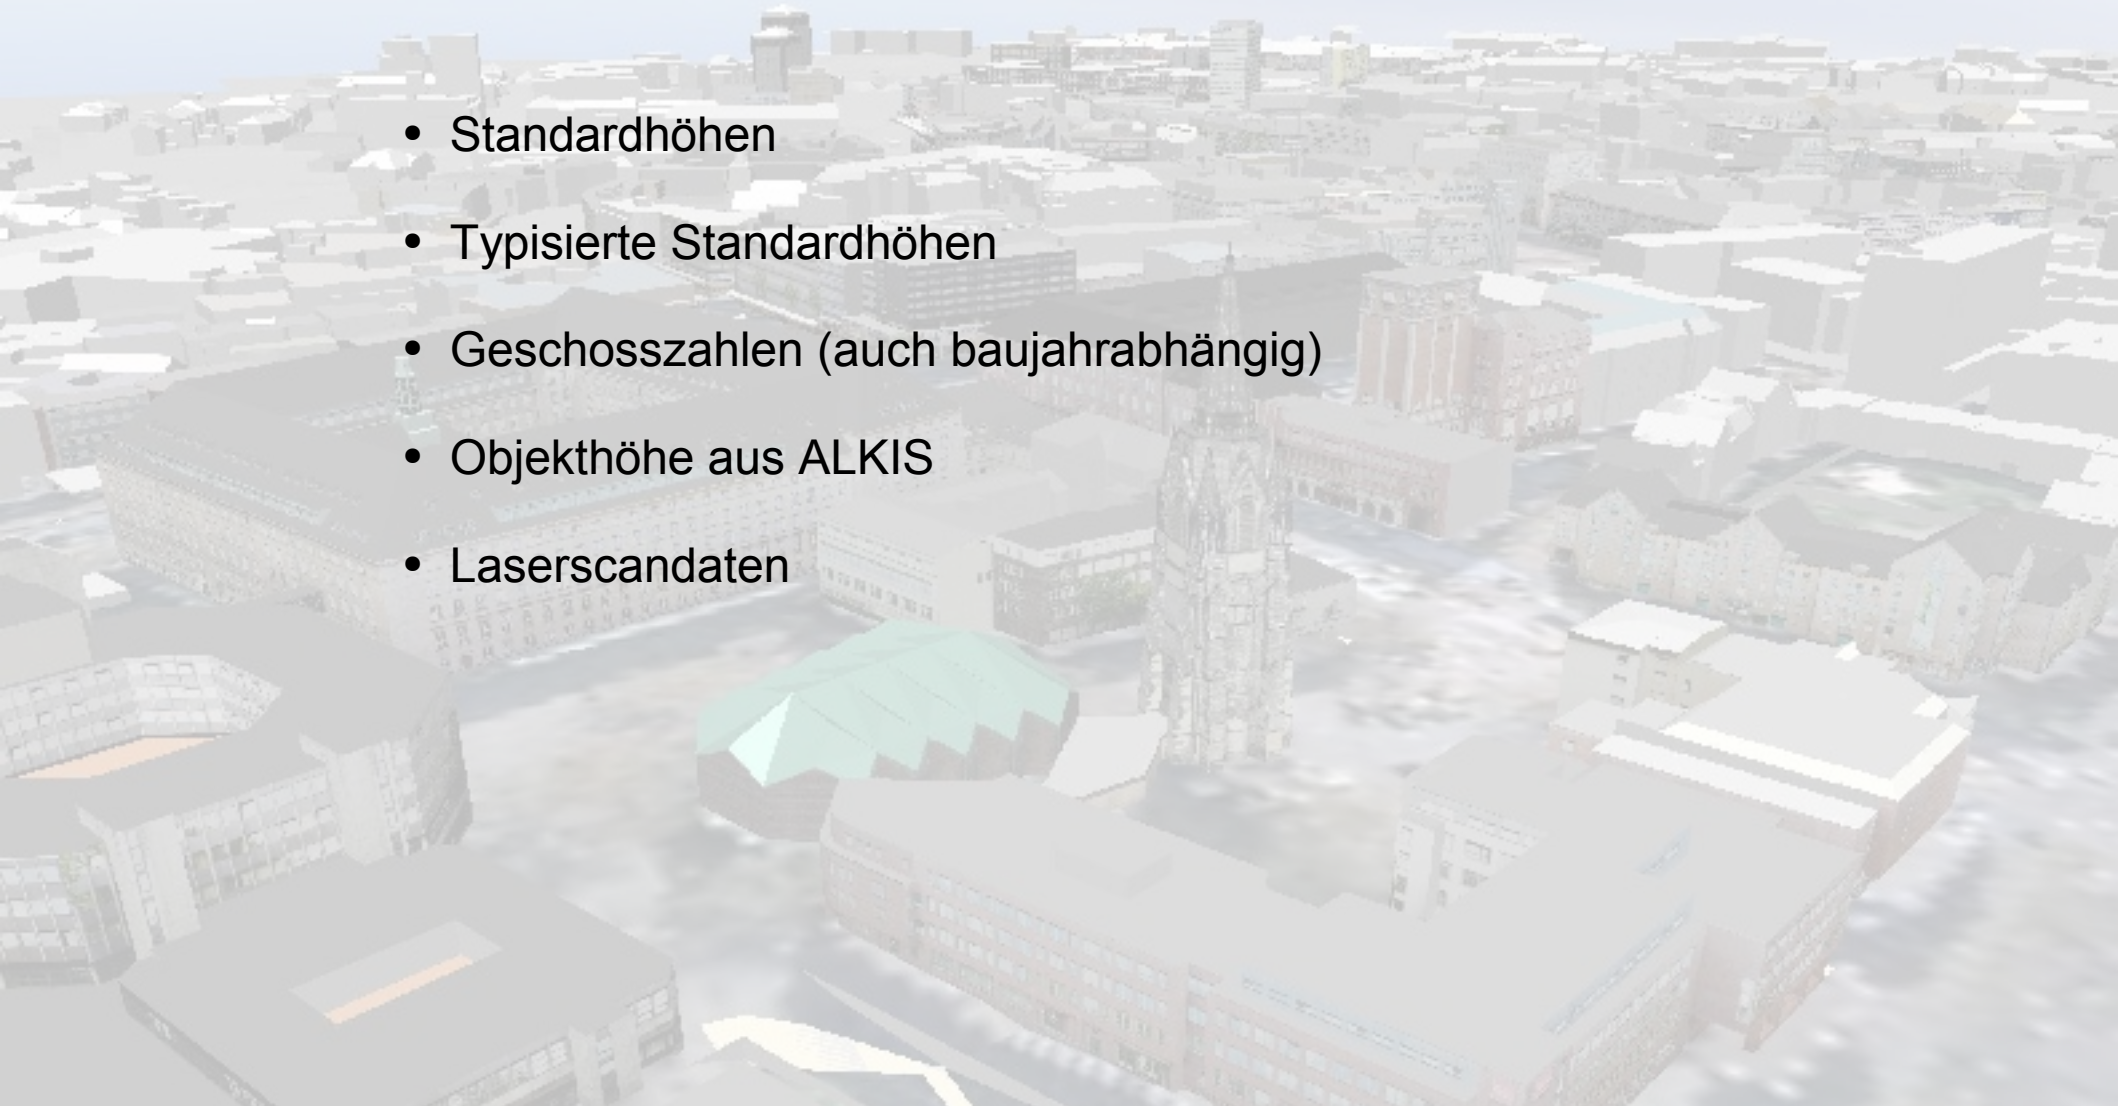 • Standardhöhen
• Typisierte Standardhöhen
• Geschosszahlen (auch baujahrabhängig)
• Objekthöhe aus ALKIS
• Laserscandaten